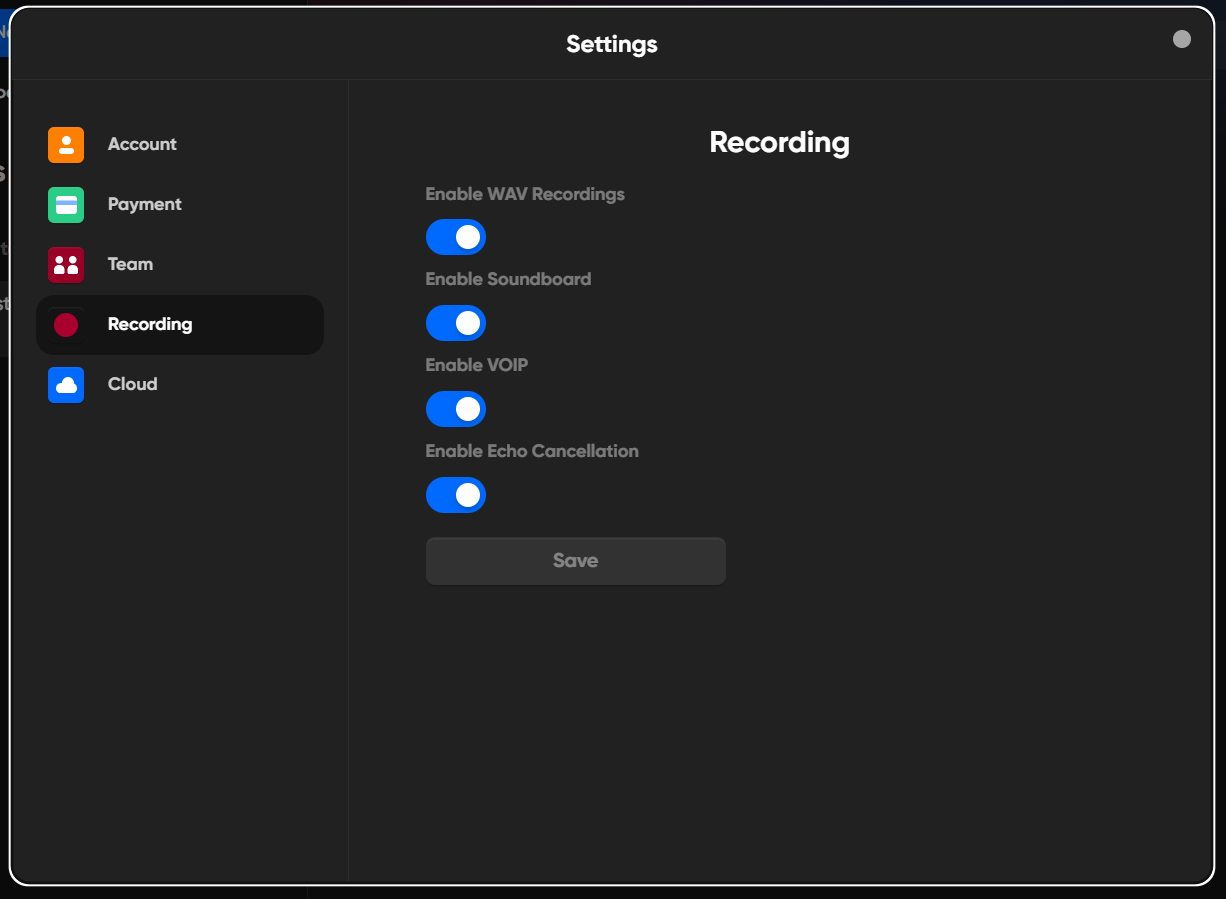 Settings
Account
Payment
Team
Recording
Cloud
Recording
Enable WAV Recordings
Enable Soundboard
Enable VOIP
Enable Echo Cancellation
Save